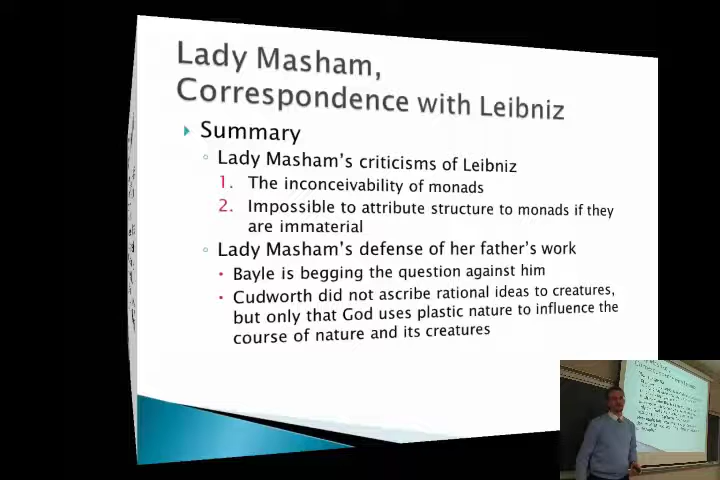 Lady Masham,
Correspondence with Leibniz
Summary
Lady Masham's criticisms of Leibniz
1. The inconceivability of monads
2. Impossible to attribute structure to monads if they
are immaterial
Lady Masham's defense of her father's work
Bayle is begging the question against him
Cudworth did not ascribe rational ideas to creatures,
but only that God uses plastic nature to influence the
course of nature and its creatures